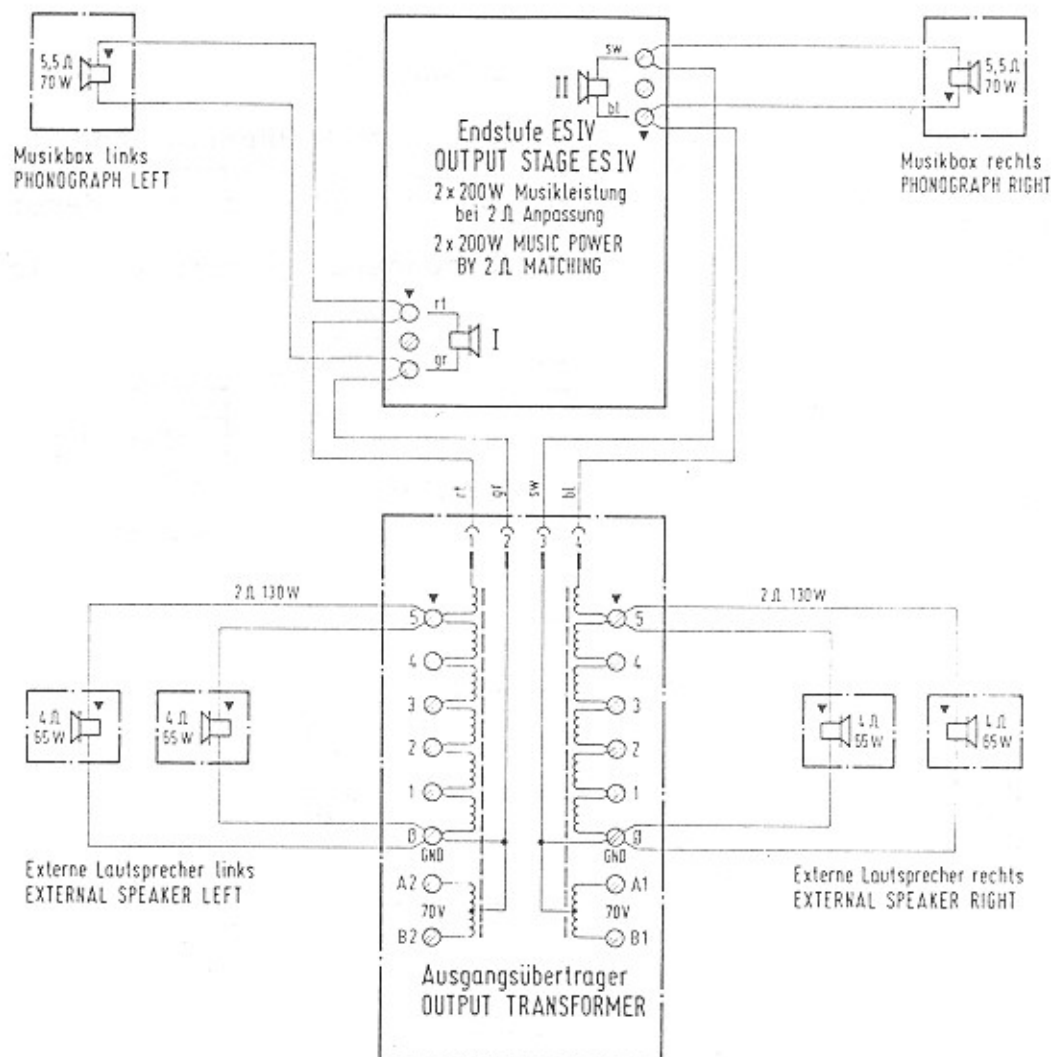 5,5 Ω
70 W
Musikbox links
PHONOGRAPH LEFT
sw
II
bl
Endstufe ES IV
OUTPUT STAGE ES IV
2 x 200W Musikleistung
bei 2 Ω Anpassung
2 x 200W MUSIC POWER
BY 2 Ω MATCHING
rt
I
gr
5,5 Ω
70 W
Musikbox rechts
PHONOGRAPH RIGHT
rt gr sw bl
1 2 3 4
2 Ω 130 W
4 Ω
55 W
4 Ω
55 W
Externe Lautsprecher links
EXTERNAL SPEAKER LEFT
5
4
3
2
1
0
GND
A2
70V
B2
5
4
3
2
1
0
GND
A1
70V
B1
Ausgangsübertrager
OUTPUT TRANSFORMER
2 Ω 130 W
4 Ω
55 W
4 Ω
55 W
Externe Lautsprecher rechts
EXTERNAL SPEAKER RIGHT